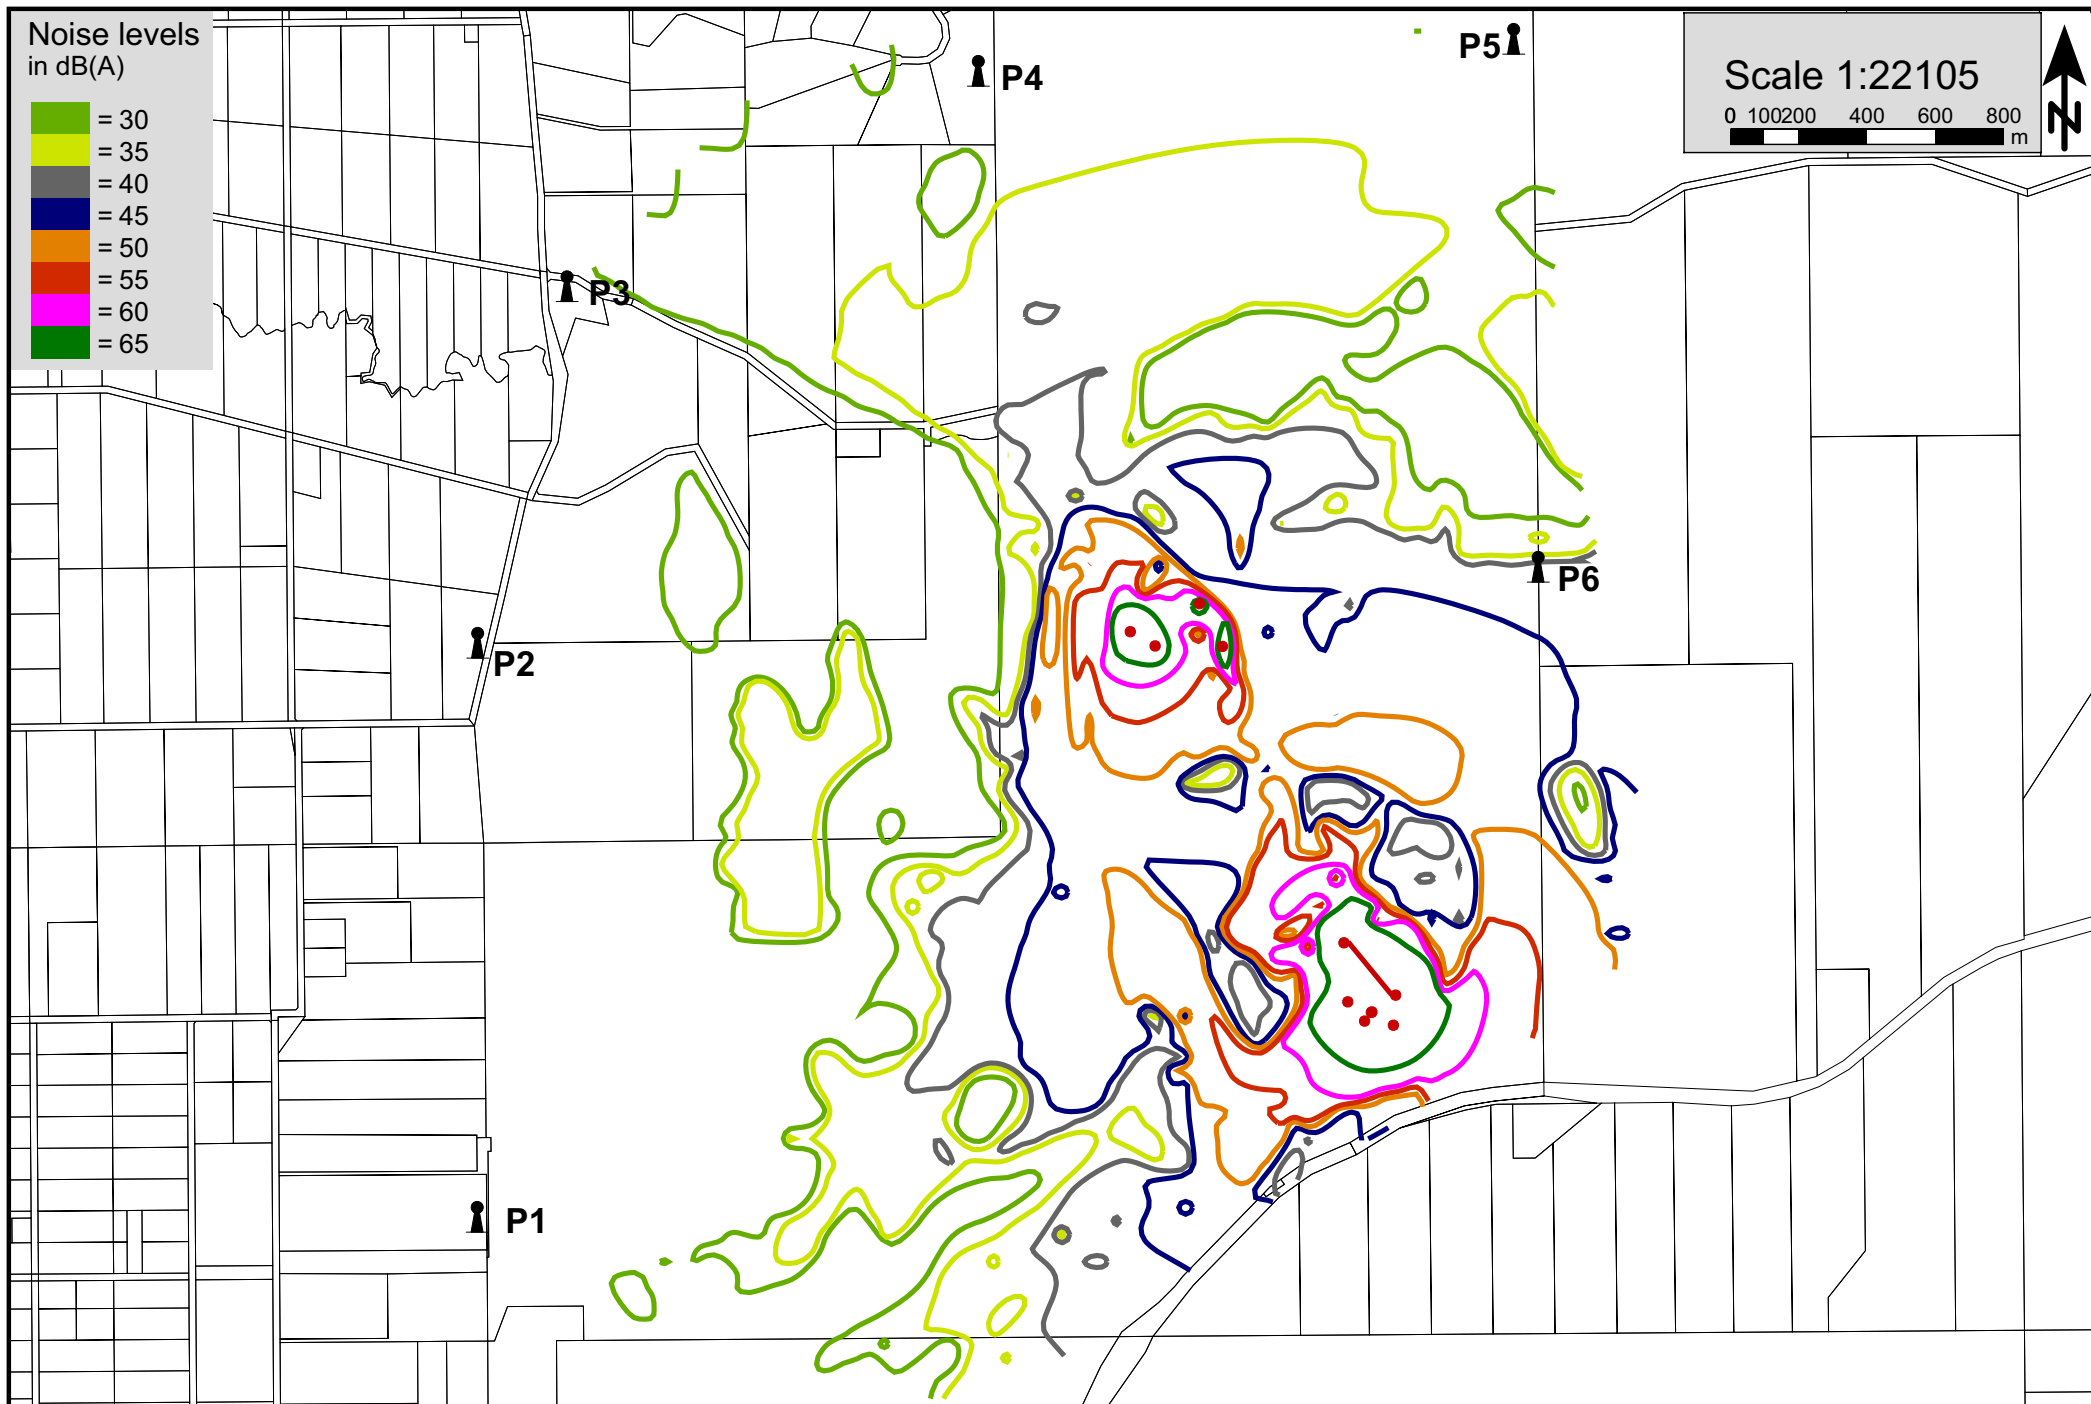 Noise levels
in dB(A)
= 30
= 35
= 40
= 45
= 50
= 55
= 60
= 65
P4
P5
Scale 1:22105
0 100200 400 600 800
m
N
P3
P6
P2
P1